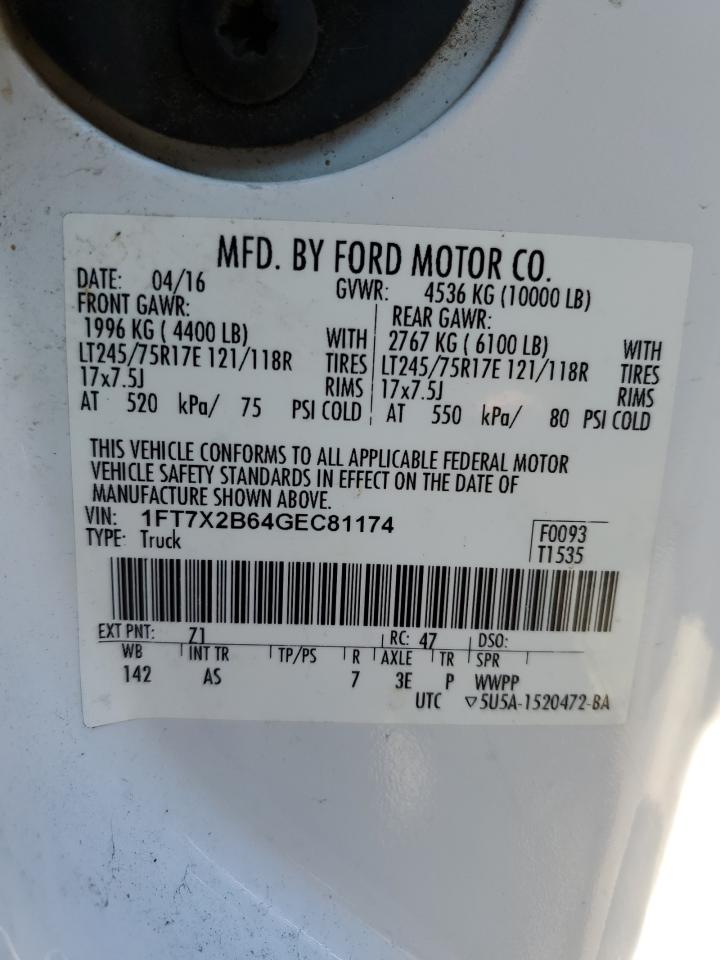 MFD. BY FORD MOTOR CO.
DATE: 04/16 GVWR: 4536 KG (10000 LB)
FRONT GAWR: REAR GAWR:
1996 KG ( 4400 LB) WITH 2767 KG ( 6100 LB) WITH
LT245/75R17E 121/118R TIRES LT245/75R17E 121/118R TIRES
17x7.5J RIMS 17x7.5J RIMS
AT 520 kPa/ 75 PSI COLD AT 550 kPa/ 80 PSI COLD
THIS VEHICLE CONFORMS TO ALL APPLICABLE FEDERAL MOTOR
VEHICLE SAFETY STANDARDS IN EFFECT ON THE DATE OF
MANUFACTURE SHOWN ABOVE.
VIN: 1FT7X2B64GEC81174 F0093
TYPE: Truck T1535
EXT PNT: Z1 RC: 47 DSO:
WB INT TR TP/PS R AXLE TR SPR
142 AS 7 3E P WWPP
UTC ▽5U5A-1520472-BA